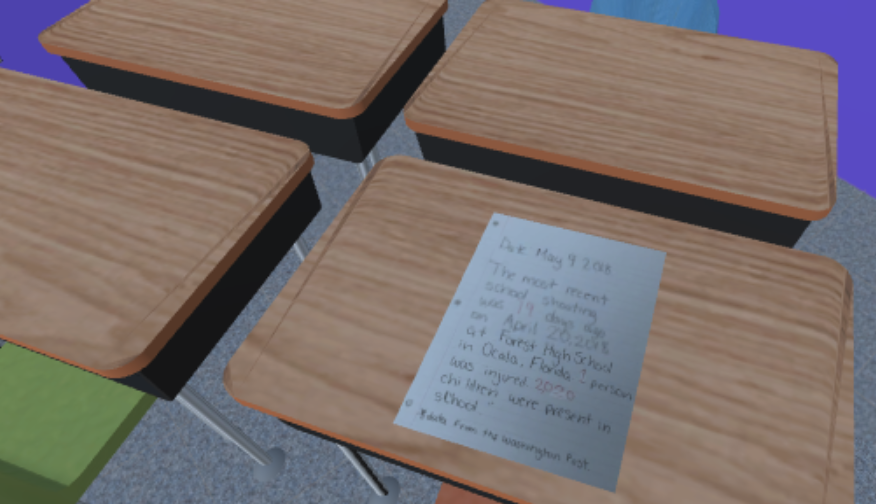 Date May 9 2018
The most recent
school shooting
was 19 days ago
on April 20, 2018
at Forest High School
in Ocala, Florida 1 person
was injured. 2020
children were present in
school.
*data from the Washington Post.